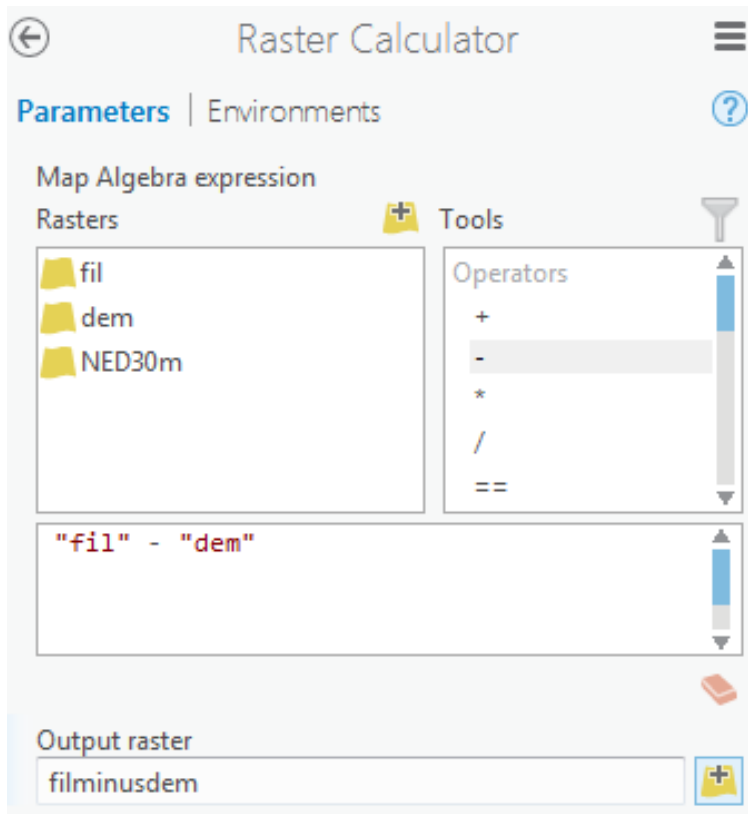 Raster Calculator
Parameters | Environments
?
Map Algebra expression
Rasters
Tools
fil
dem
NED30m
Operators
+
-
*
/
==
"fil" - "dem"
Output raster
filminusdem